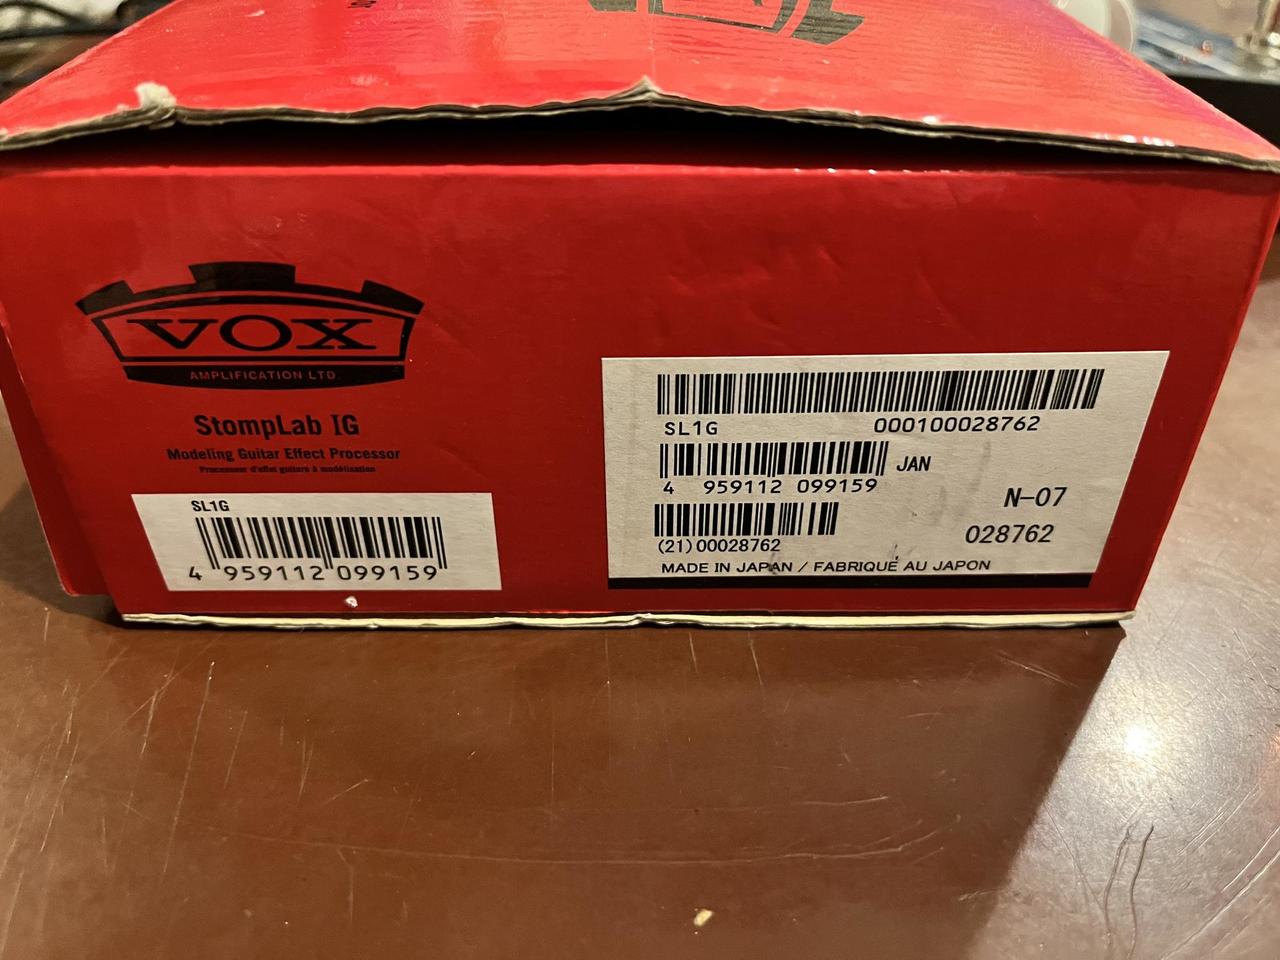 VOX
AMPLIFICATION LTD.
StompLab IG
Modeling Guitar Effect Processor
Processeur d'effet guitare à modélisation
SL1G
4 959112 099159
SL1G 000100028762
JAN
4 959112 099159
N-07
(21)00028762
028762
MADE IN JAPAN / FABRIQUÉ AU JAPON